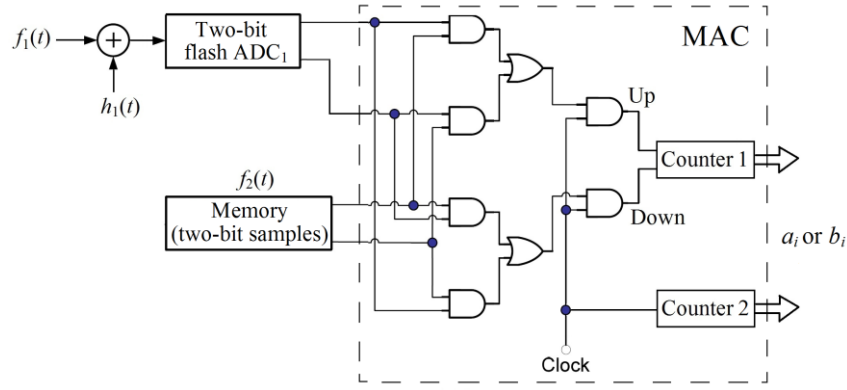 f₁(t)
h₁(t)
Two-bit
flash ADC₁
MAC
Up
Counter 1
f₂(t)
Memory
(two-bit samples)
Down
aᵢ or bᵢ
Counter 2
Clock